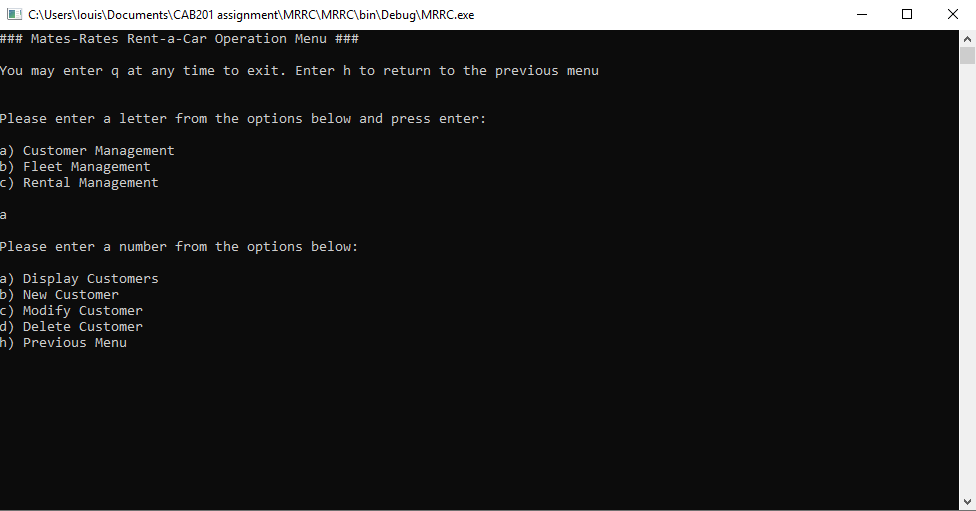 C:\Users\louis\Documents\CAB201 assignment\MRRC\MRRC\bin\Debug\MRRC.exe
### Mates-Rates Rent-a-Car Operation Menu ###
You may enter q at any time to exit. Enter h to return to the previous menu
Please enter a letter from the options below and press enter:
a) Customer Management
b) Fleet Management
c) Rental Management
a
Please enter a number from the options below:
a) Display Customers
b) New Customer
c) Modify Customer
d) Delete Customer
h) Previous Menu